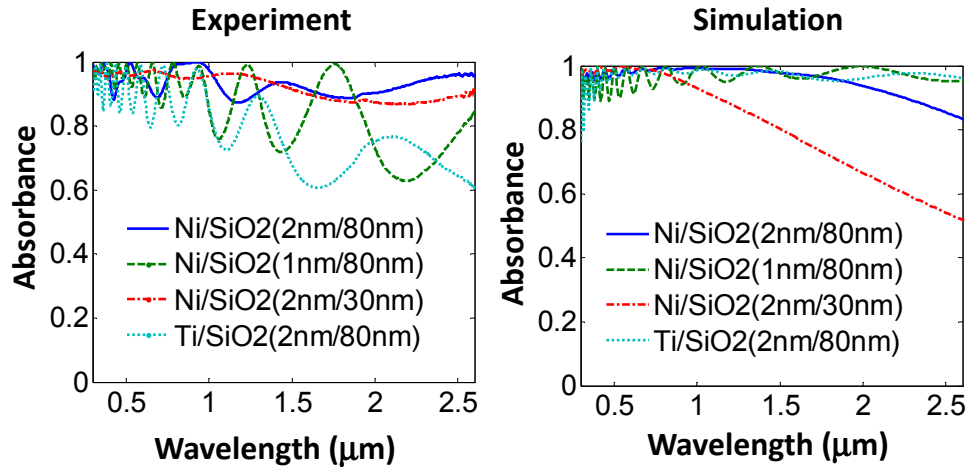 Experiment
Absorbance
1
0.8
0.6
0.4
0.2
0
Ni/SiO2(2nm/80nm)
Ni/SiO2(1nm/80nm)
Ni/SiO2(2nm/30nm)
Ti/SiO2(2nm/80nm)
0.5 1 1.5 2 2.5
Wavelength (μm)
Simulation
Absorbance
1
0.8
0.6
0.4
0.2
0
Ni/SiO2(2nm/80nm)
Ni/SiO2(1nm/80nm)
Ni/SiO2(2nm/30nm)
Ti/SiO2(2nm/80nm)
0.5 1 1.5 2 2.5
Wavelength (μm)